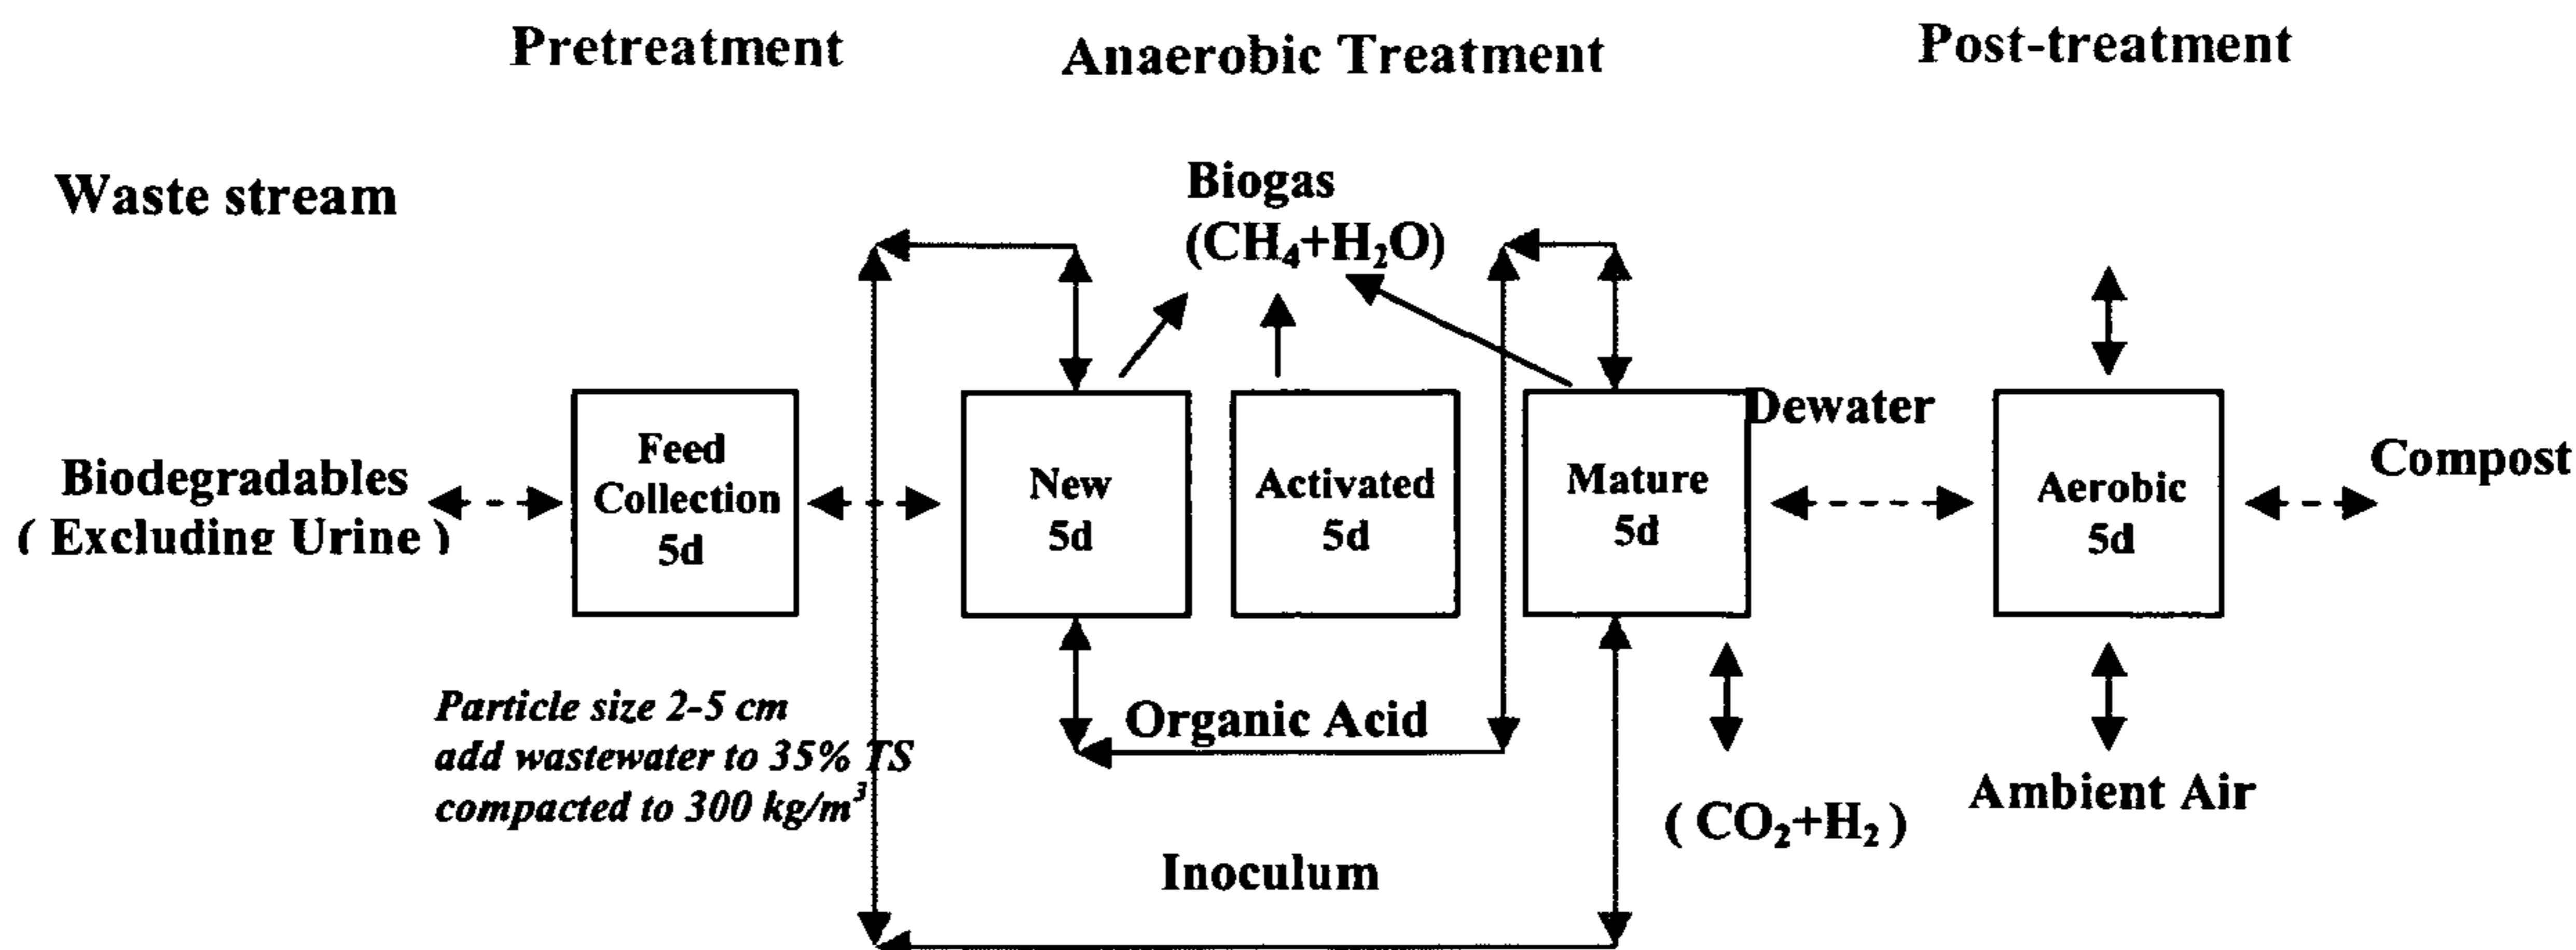 Pretreatment
Anaerobic Treatment
Post-treatment
Waste stream
Biogas
(CH₄+H₂O)
Biodegradables
( Excluding Urine )
Feed
Collection
5d
New
5d
Activated
5d
Mature
5d
Dewater
Aerobic
5d
Compost
Particle size 2-5 cm
add wastewater to 35% TS
compacted to 300 kg/m³
Organic Acid
( CO₂+H₂ )
Ambient Air
Inoculum